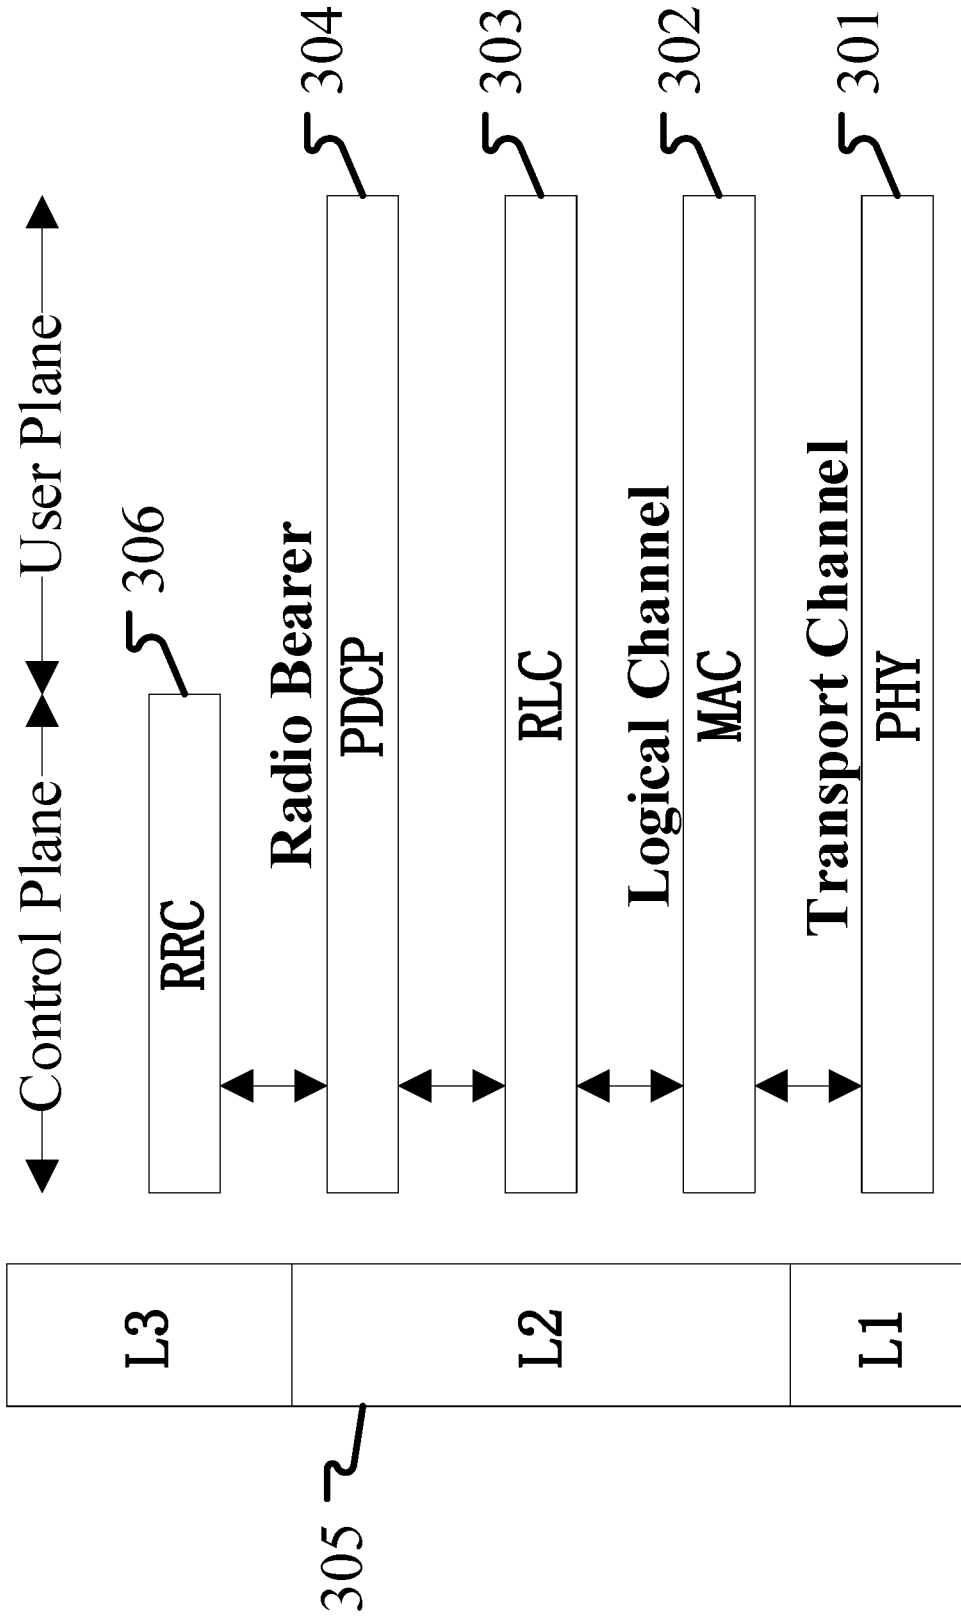 Control Plane
User Plane
L3
RRC
306
Radio Bearer
305
L2
PDCP
304
RLC
303
Logical Channel
MAC
302
Transport Channel
L1
PHY
301